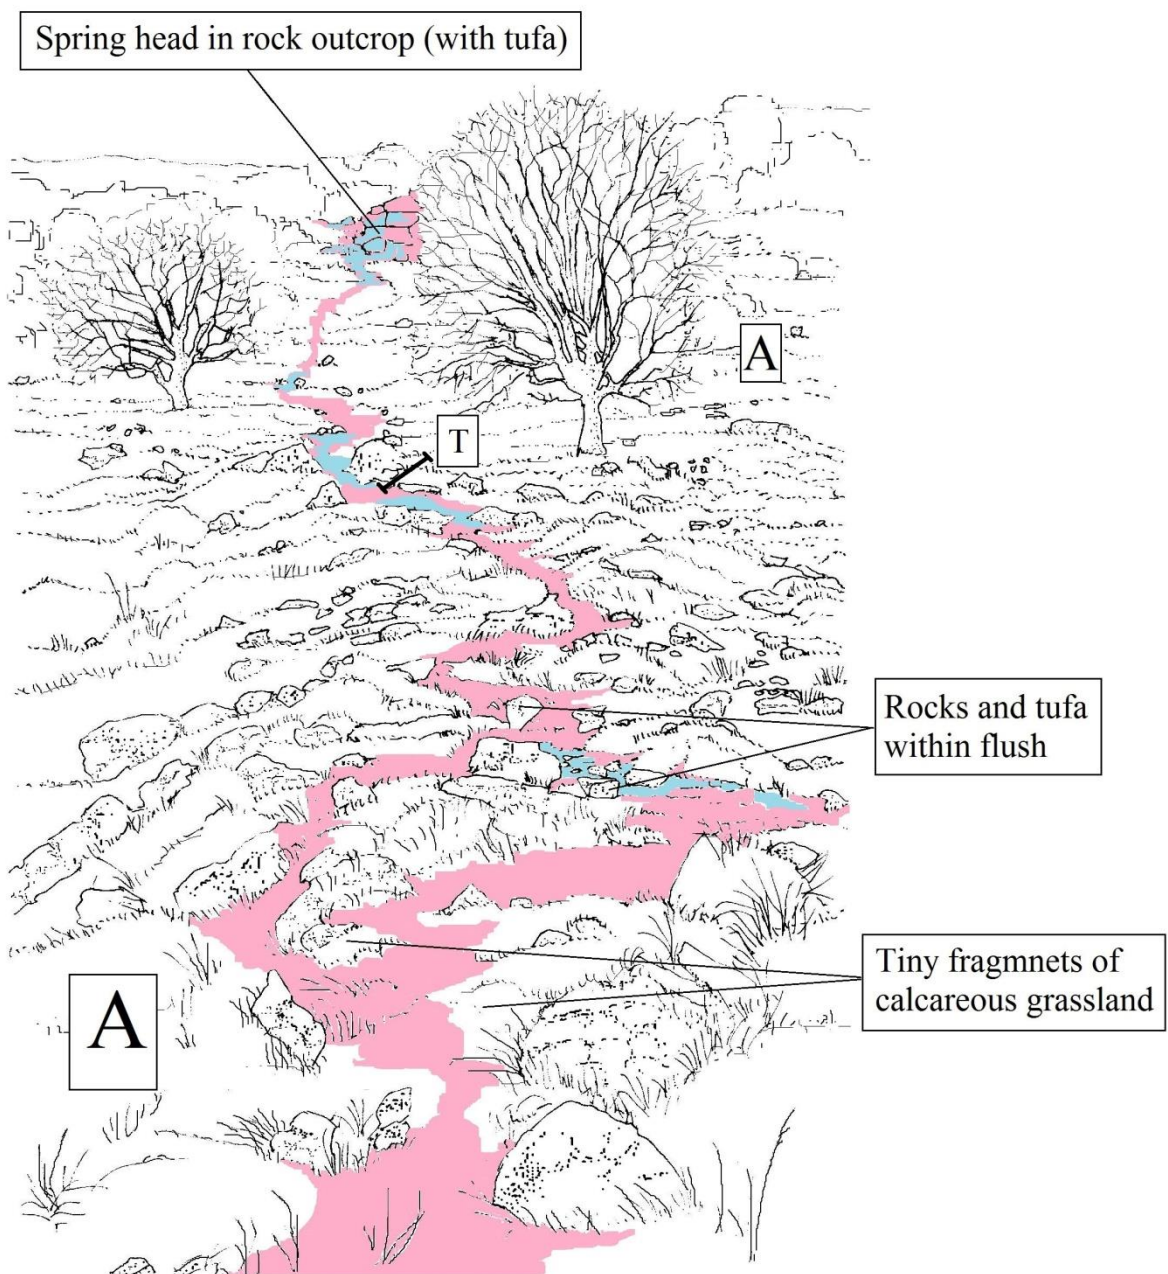 Spring head in rock outcrop (with tufa)
A
T
Rocks and tufa
within flush
Tiny fragmnets of
calcareous grassland
A